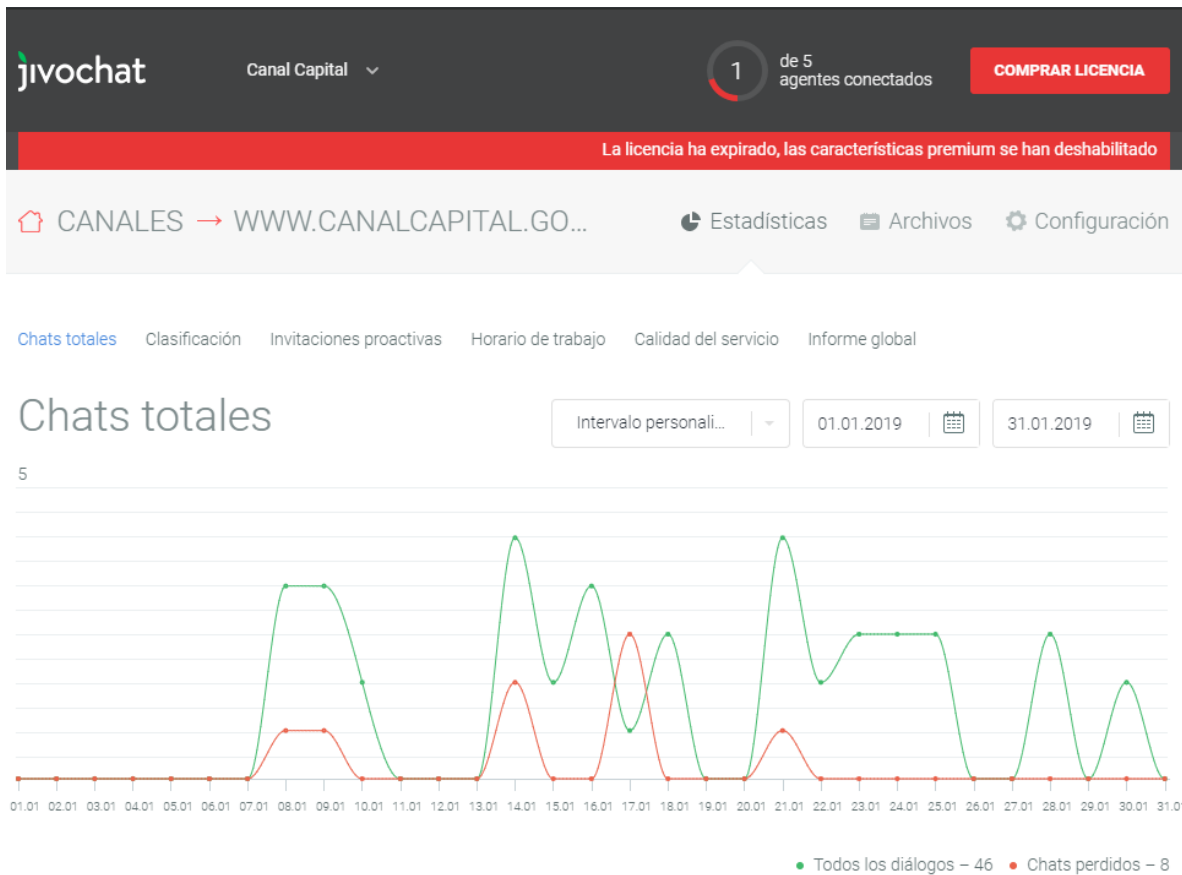 jivochat
Canal Capital
1
de 5
agentes conectados
COMPRAR LICENCIA
La licencia ha expirado, las características premium se han deshabilitado
CANALES → WWW.CANALCAPITAL.GO...
Estadísticas
Archivos
Configuración
Chats totales Clasificación Invitaciones proactivas Horario de trabajo Calidad del servicio Informe global
Chats totales
Intervalo personali...
01.01.2019
31.01.2019
5
01.01 02.01 03.01 04.01 05.01 06.01 07.01 08.01 09.01 10.01 11.01 12.01 13.01 14.01 15.01 16.01 17.01 18.01 19.01 20.01 21.01 22.01 23.01 24.01 25.01 26.01 27.01 28.01 29.01 30.01 31.01
Todos los diálogos – 46 Chats perdidos – 8